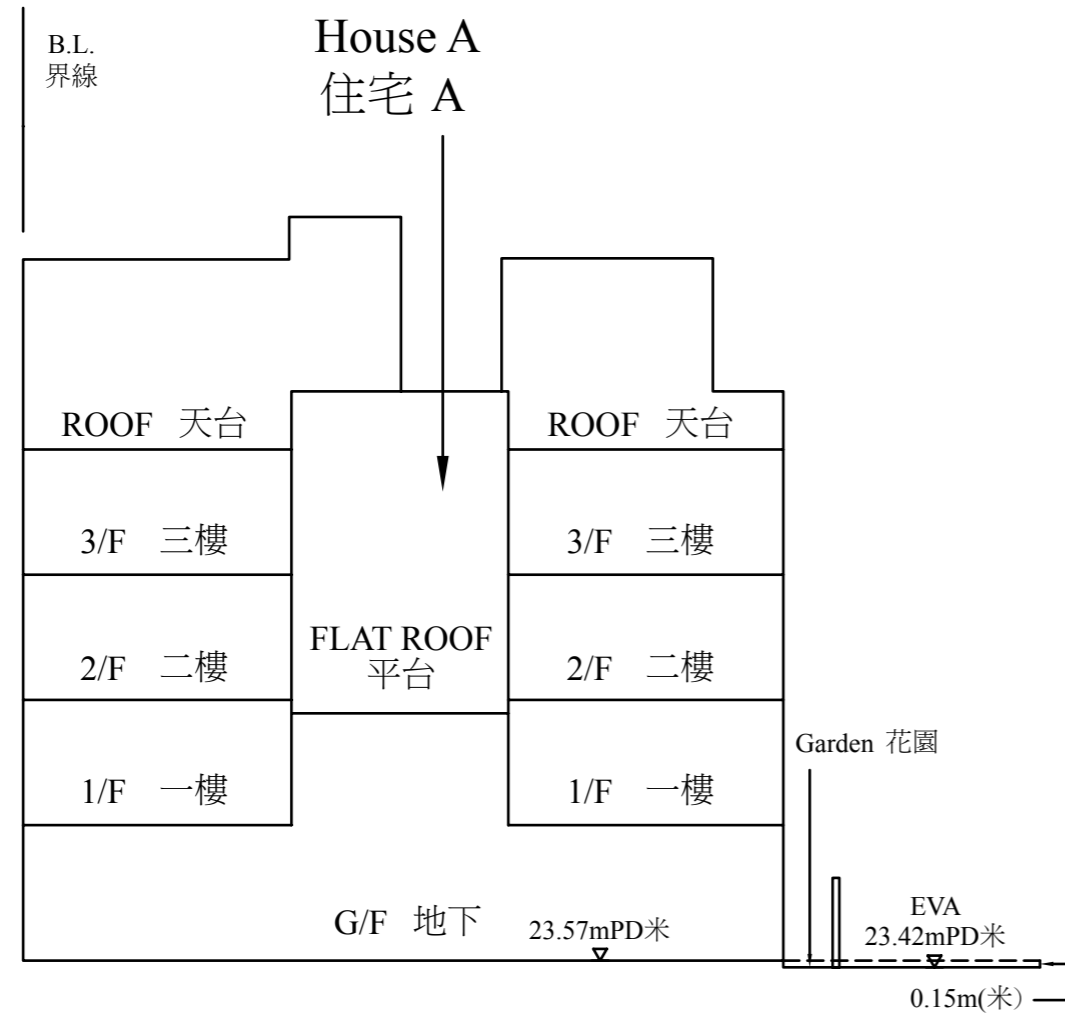 B.L.
界線
House A
住宅 A
ROOF 天台
ROOF 天台
3/F 三樓
3/F 三樓
FLAT ROOF
平台
2/F 二樓
2/F 二樓
Garden 花園
1/F 一樓
1/F 一樓
G/F 地下
23.57mPD米
EVA
23.42mPD米
0.15m(米)